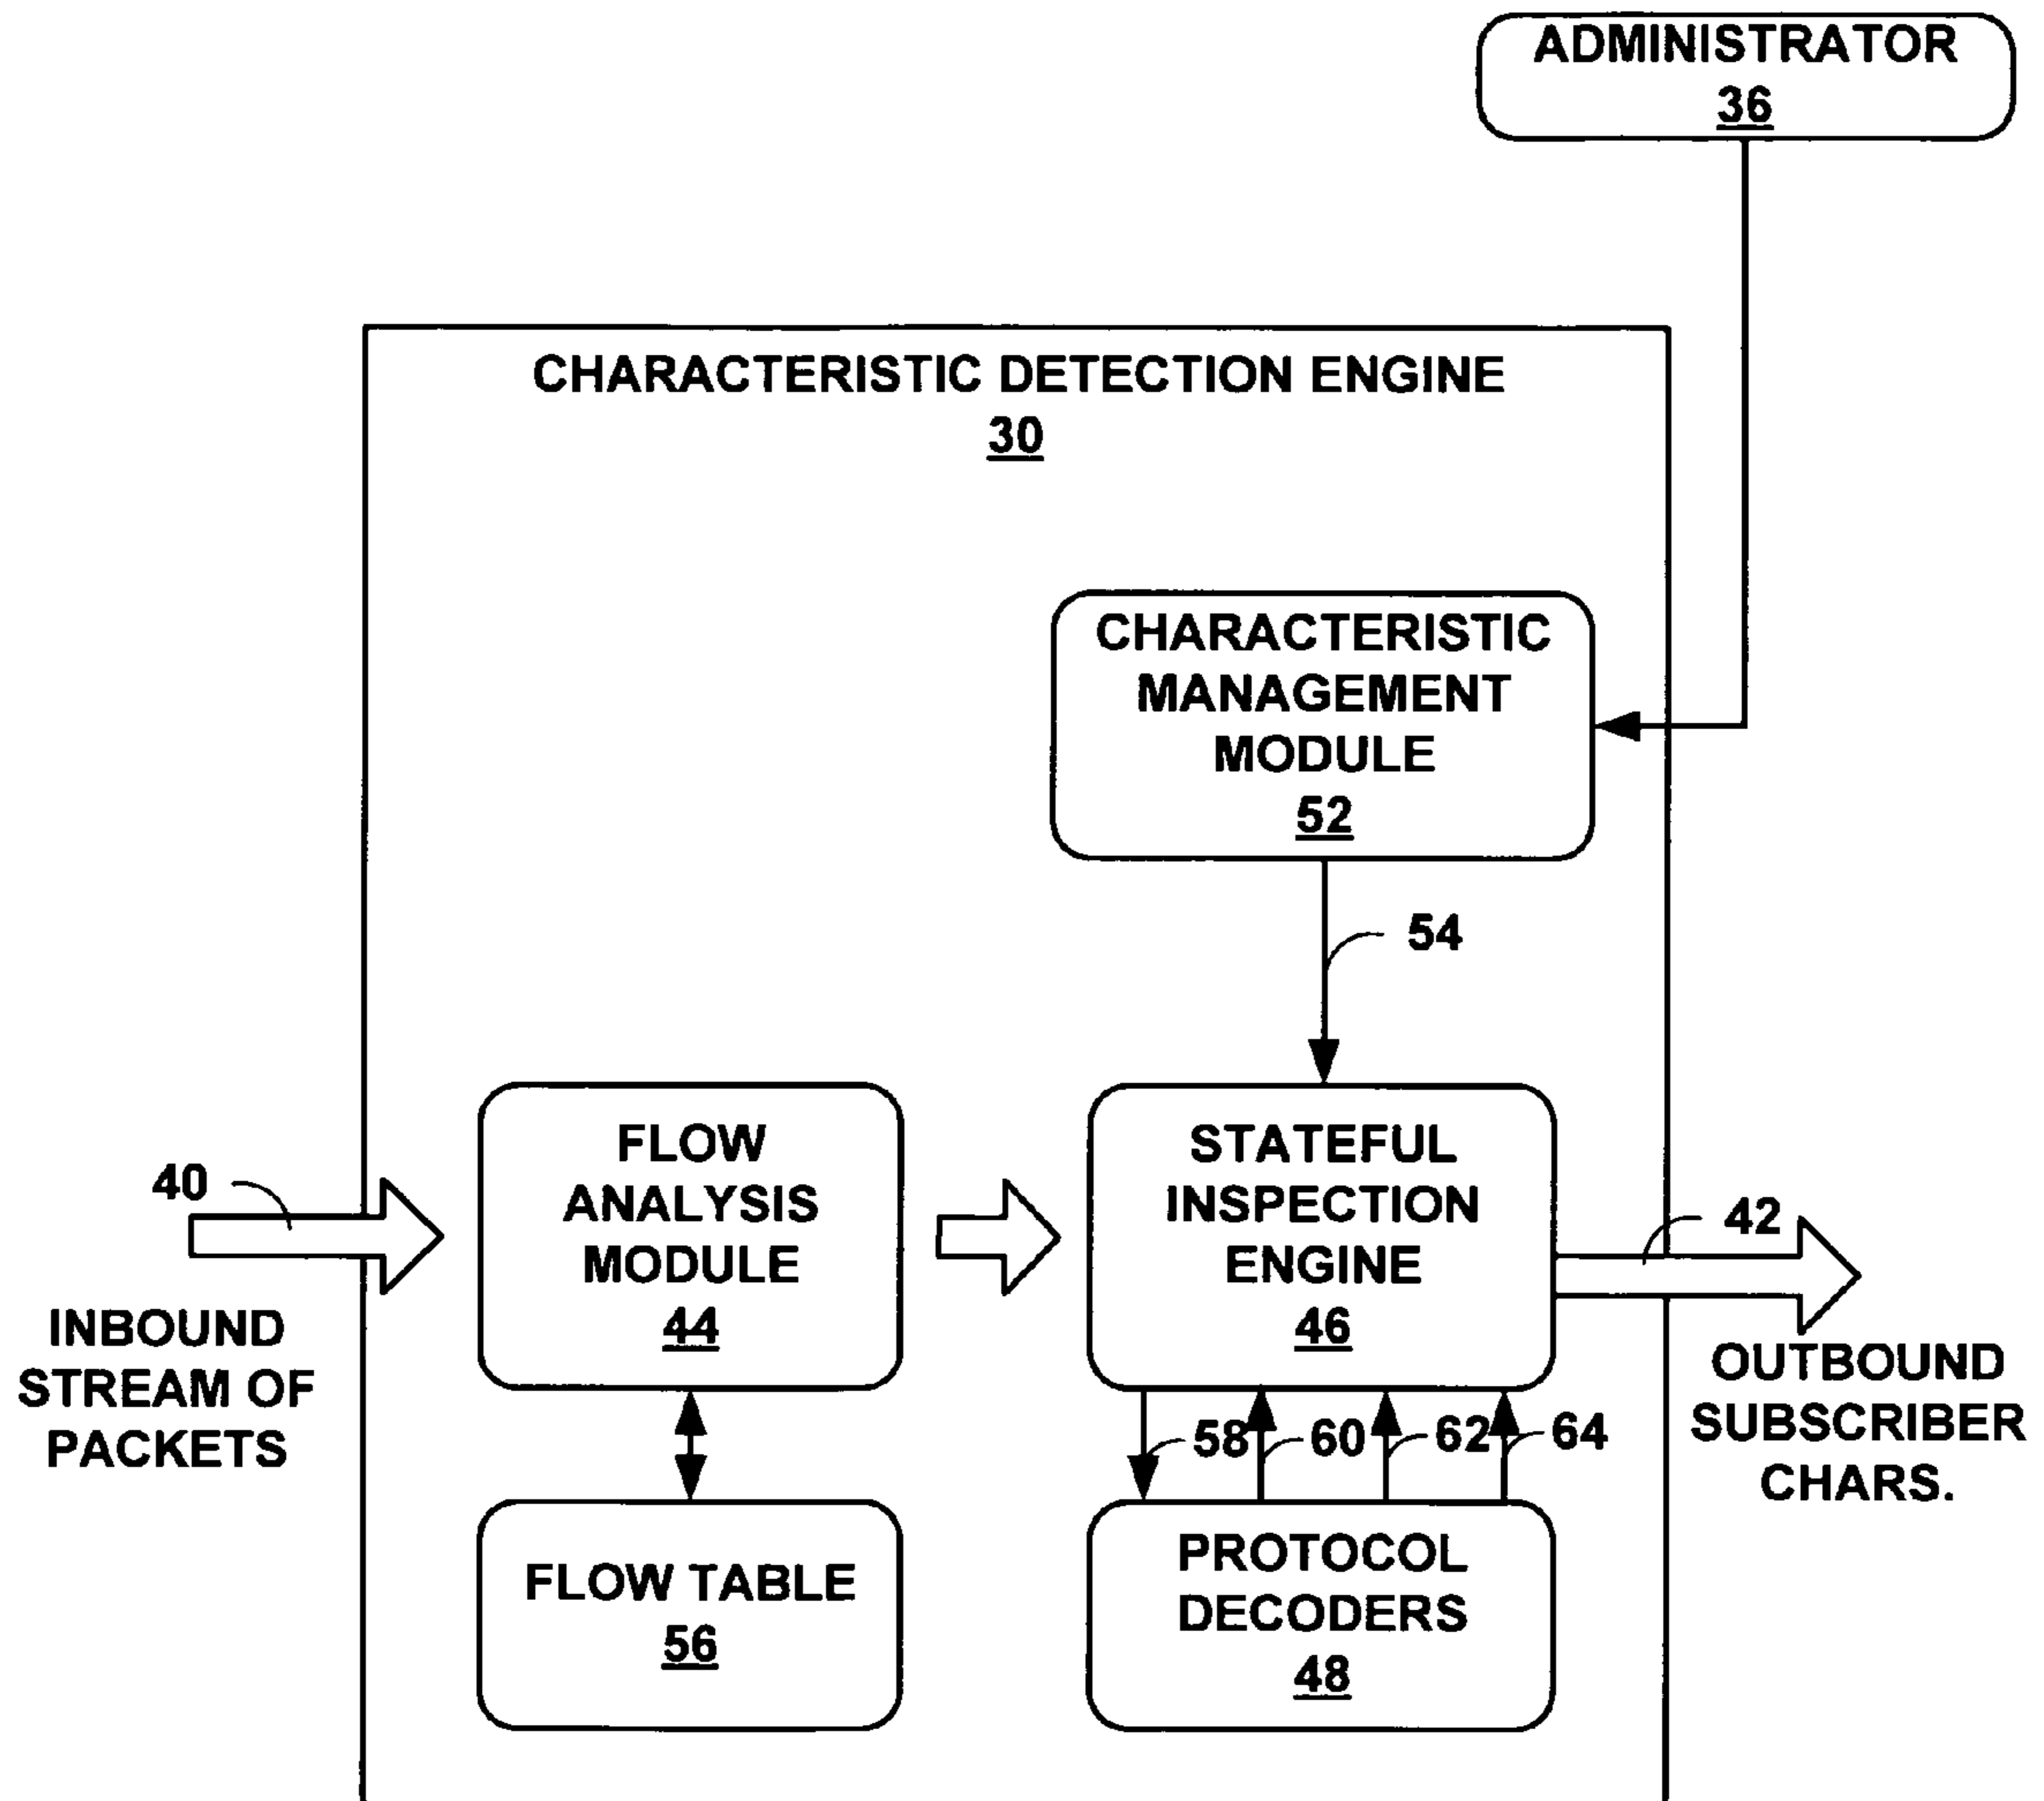 ADMINISTRATOR
36
CHARACTERISTIC DETECTION ENGINE
30
CHARACTERISTIC
MANAGEMENT
MODULE
52
54
FLOW
ANALYSIS
MODULE
44
STATEFUL
INSPECTION
ENGINE
46
40
INBOUND
STREAM OF
PACKETS
42
OUTBOUND
SUBSCRIBER
CHARS.
58
60
62
64
FLOW TABLE
56
PROTOCOL
DECODERS
48